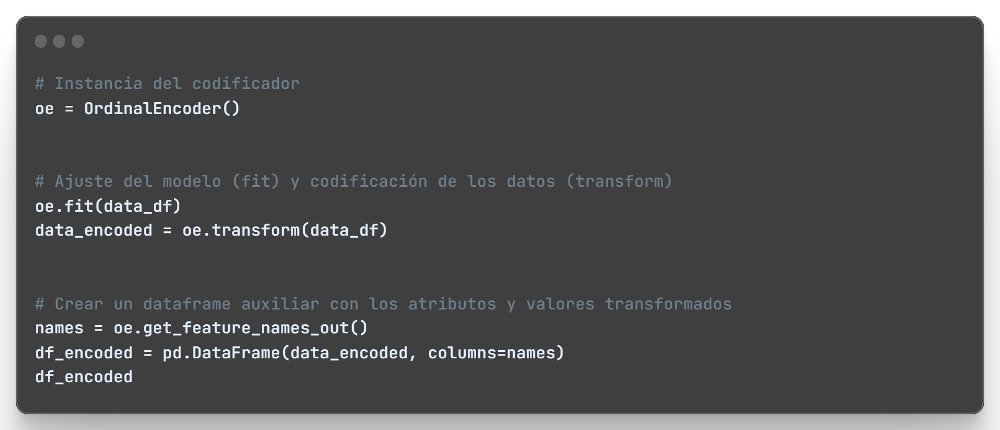 # Instancia del codificador
oe = OrdinalEncoder()
# Ajuste del modelo (fit) y codificación de los datos (transform)
oe.fit(data_df)
data_encoded = oe.transform(data_df)
# Crear un dataframe auxiliar con los atributos y valores transformados
names = oe.get_feature_names_out()
df_encoded = pd.DataFrame(data_encoded, columns=names)
df_encoded